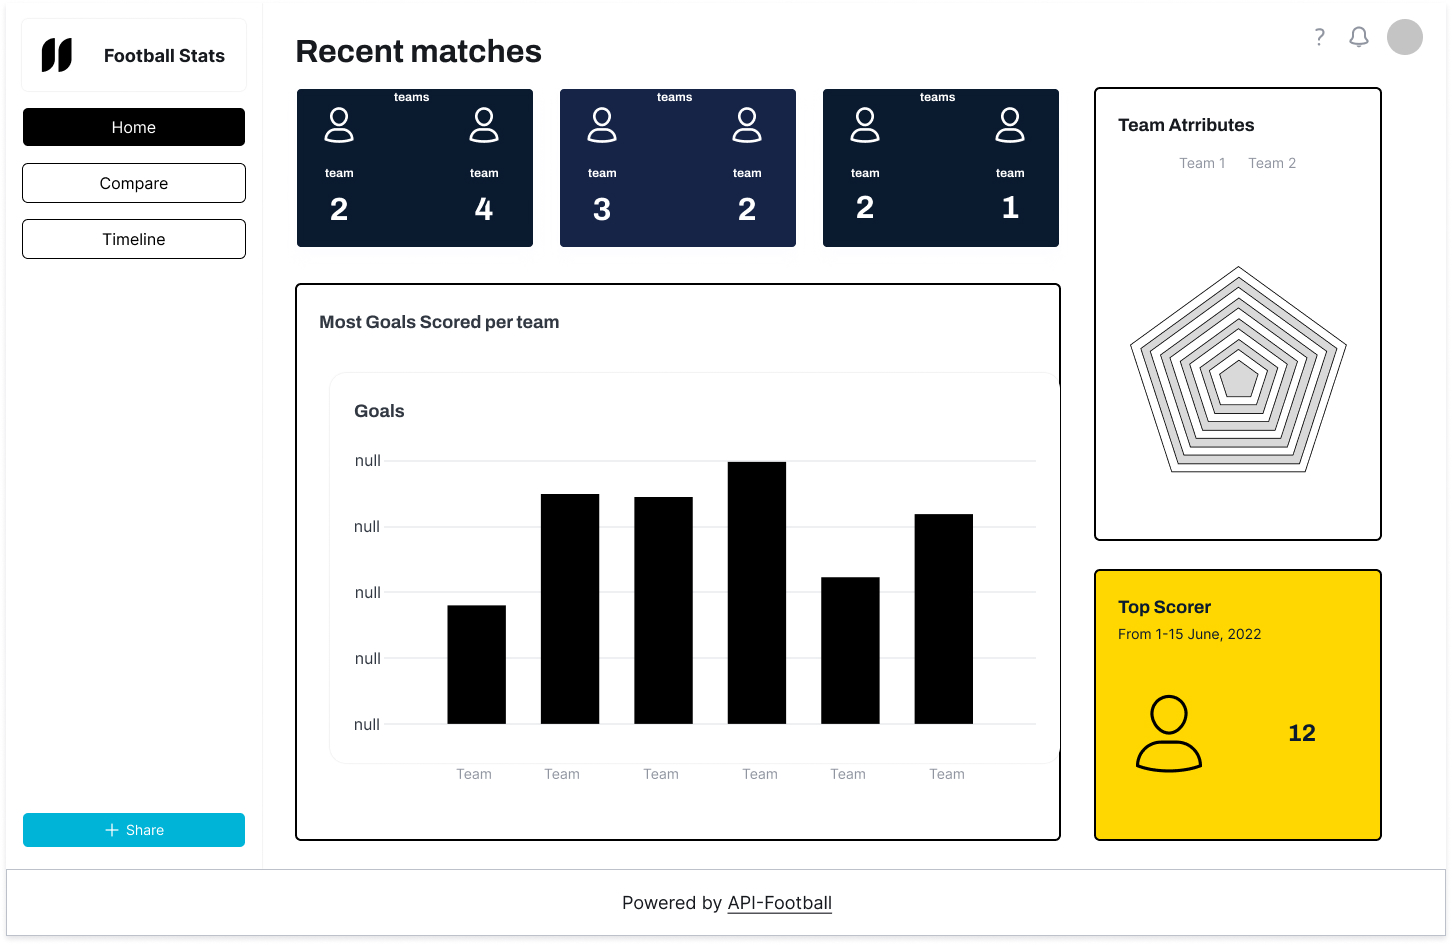 Football Stats
Home
Compare
Timeline
Share
Recent matches
?
teams
team team
2 4
teams
team team
3 2
teams
team team
2 1
Most Goals Scored per team
Goals
null
null
null
null
null
Team Team Team Team Team Team
Team Atrributes
Team 1 Team 2
Top Scorer
From 1-15 June, 2022
12
Powered by API-Football